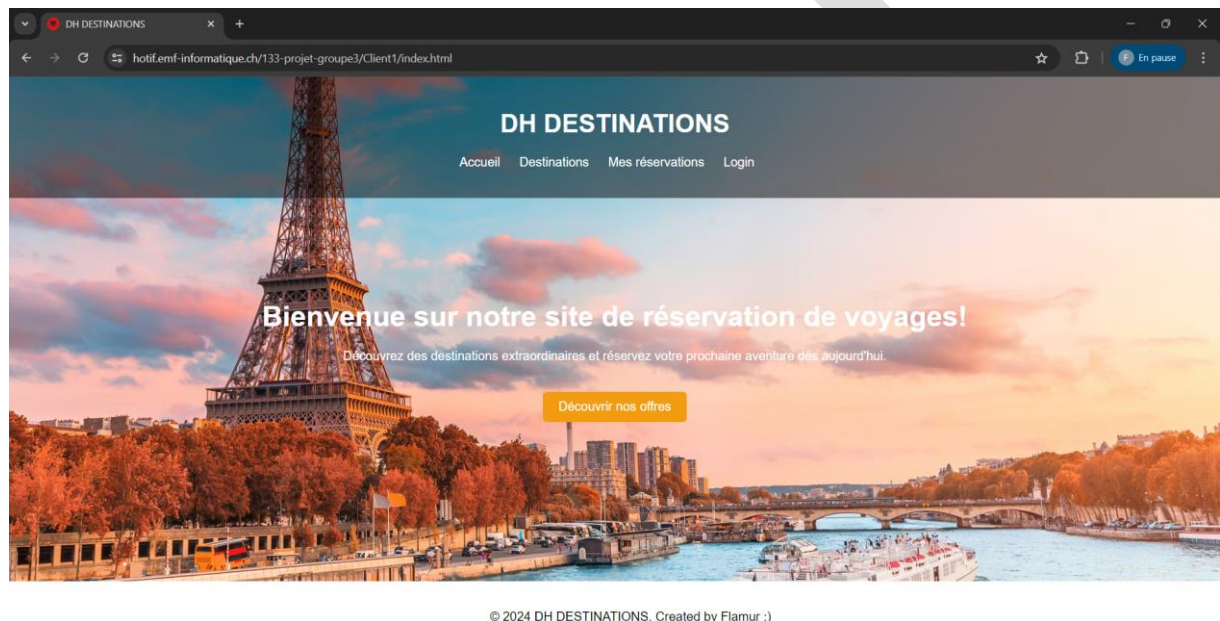 DH DESTINATIONS
hotif.emf-informatique.ch/133-projet-groupe3/Client1/index.html
F En pause
DH DESTINATIONS
Accueil Destinations Mes réservations Login
Bienvenue sur notre site de réservation de voyages!
Découvrez des destinations extraordinaires et réservez votre prochaine aventure dès aujourd'hui.
Découvrir nos offres
© 2024 DH DESTINATIONS. Created by Flamur :)